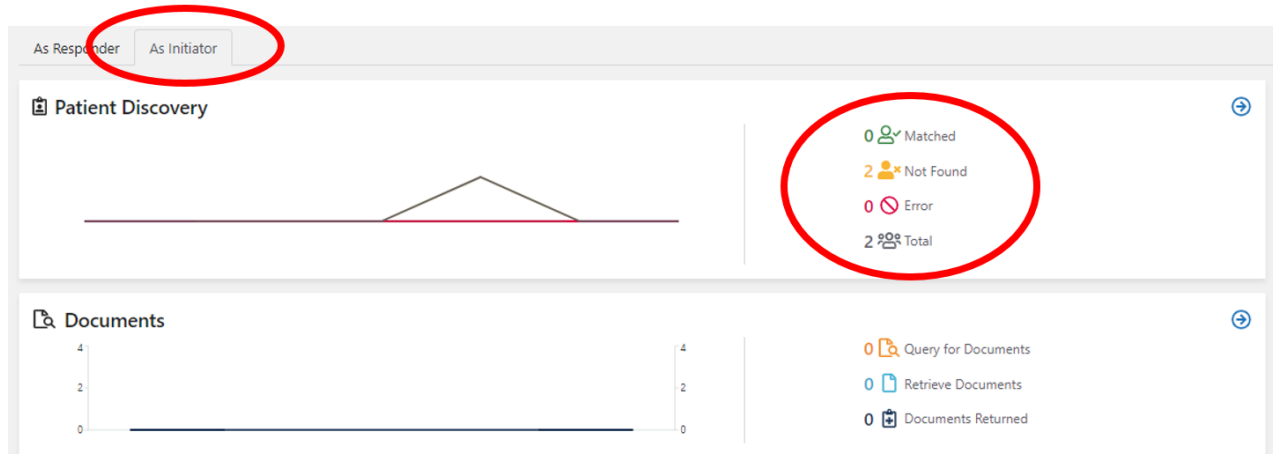 As Responder As Initiator
Patient Discovery
0 Matched
2 Not Found
0 Error
2 Total
Documents
4 4
2 2
0 0
0 Query for Documents
0 Retrieve Documents
0 Documents Returned